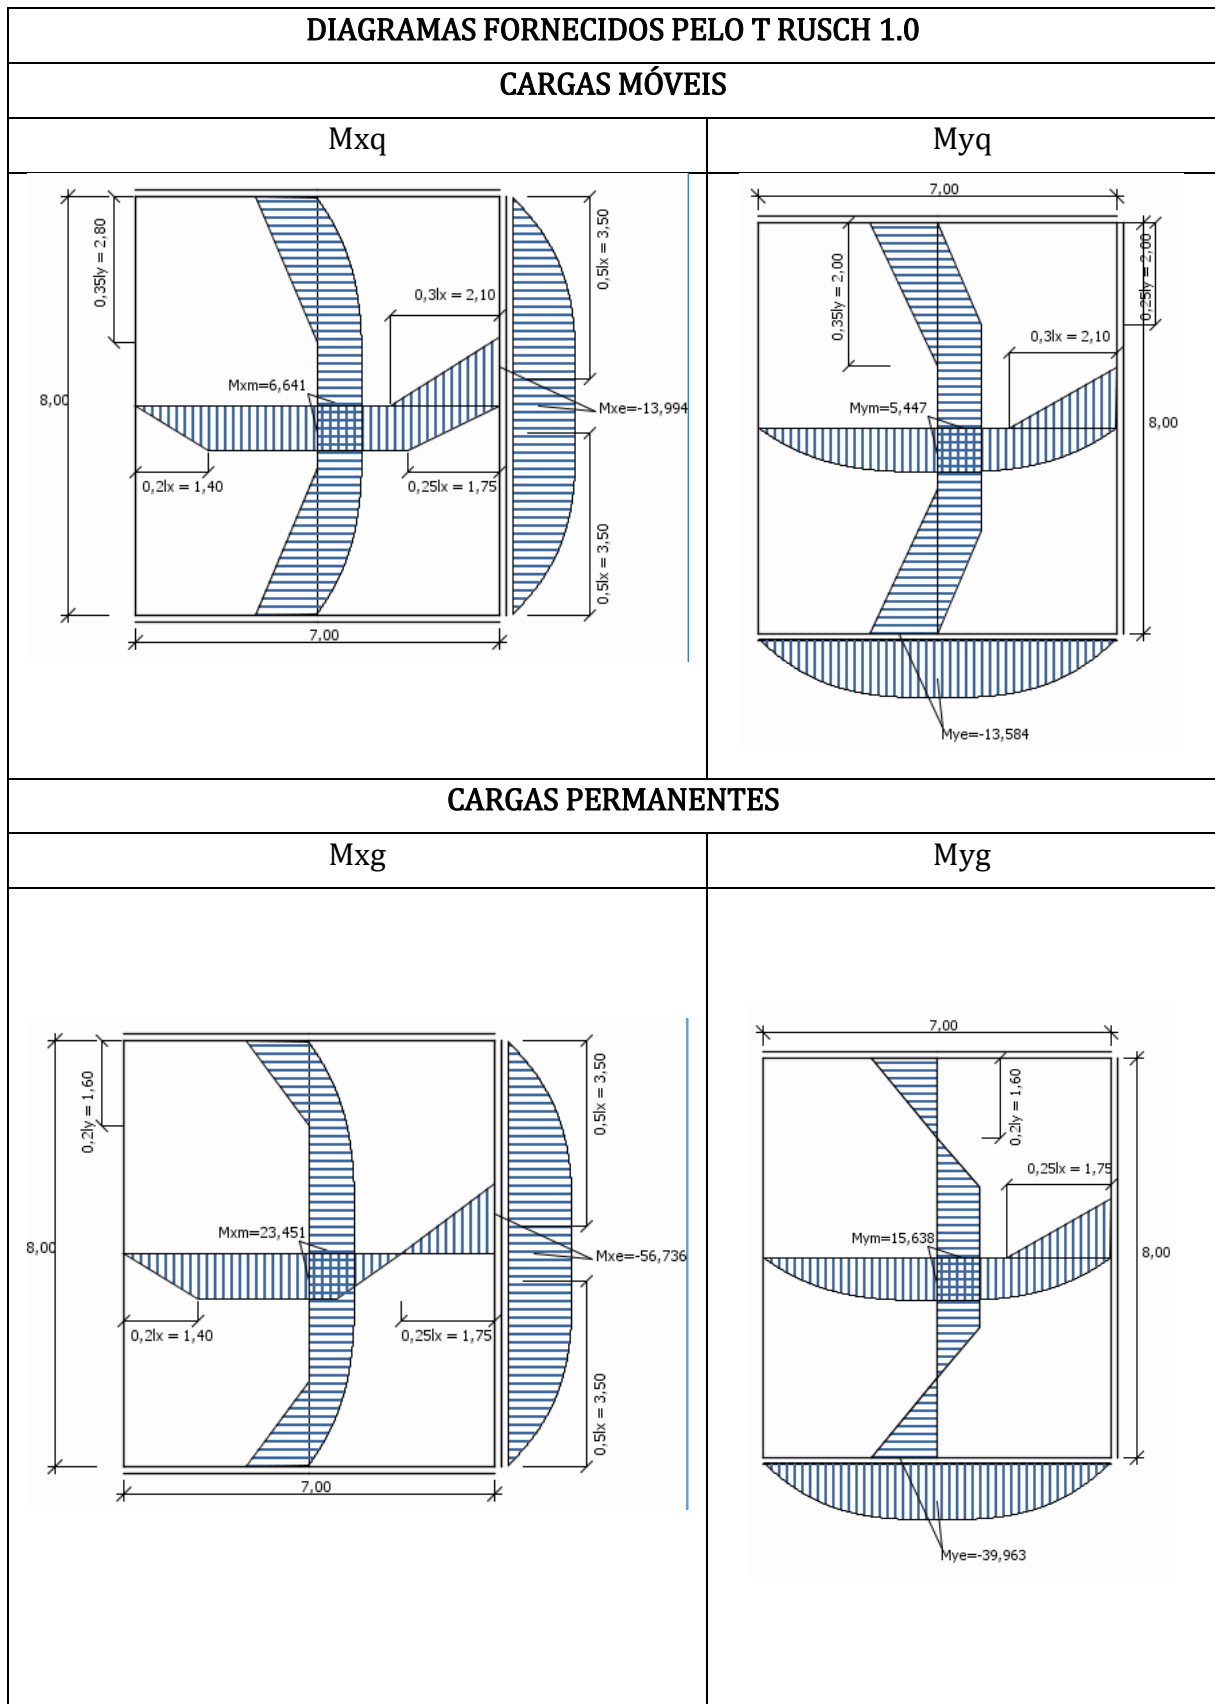 DIAGRAMAS FORNECIDOS PELO T RUSCH 1.0
CARGAS MÓVEIS
Mxq
Myq
0,35ly = 2,80
0,5lx = 3,50
0,3lx = 2,10
Mxm=6,641
8,00
Mxe=-13,994
0,2lx = 1,40
0,25lx = 1,75
0,5lx = 3,50
7,00
7,00
0,35ly = 2,00
0,25ly = 2,00
0,3lx = 2,10
Mym=5,447
8,00
Mye=-13,584
CARGAS PERMANENTES
Mxg
Myg
0,2ly = 1,60
0,5lx = 3,50
Mxm=23,451
8,00
Mxe=-56,736
0,2lx = 1,40
0,25lx = 1,75
0,5lx = 3,50
7,00
7,00
0,2ly = 1,60
0,25lx = 1,75
Mym=15,638
8,00
Mye=-39,963